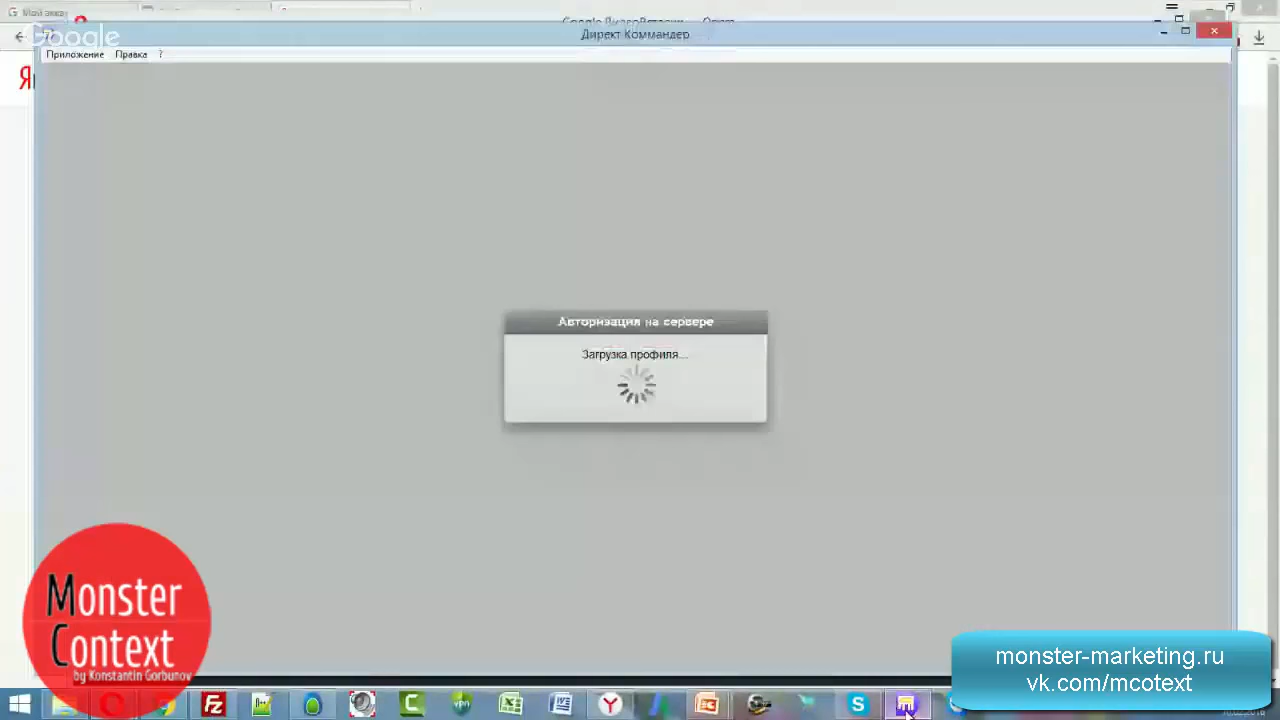 Google
Директ Коммандер
Приложение Правка ?
Авторизация на сервере
Загрузка профиля...
Monster
Context
by Konstantin Gorbunov
monster-marketing.ru
vk.com/mcotext